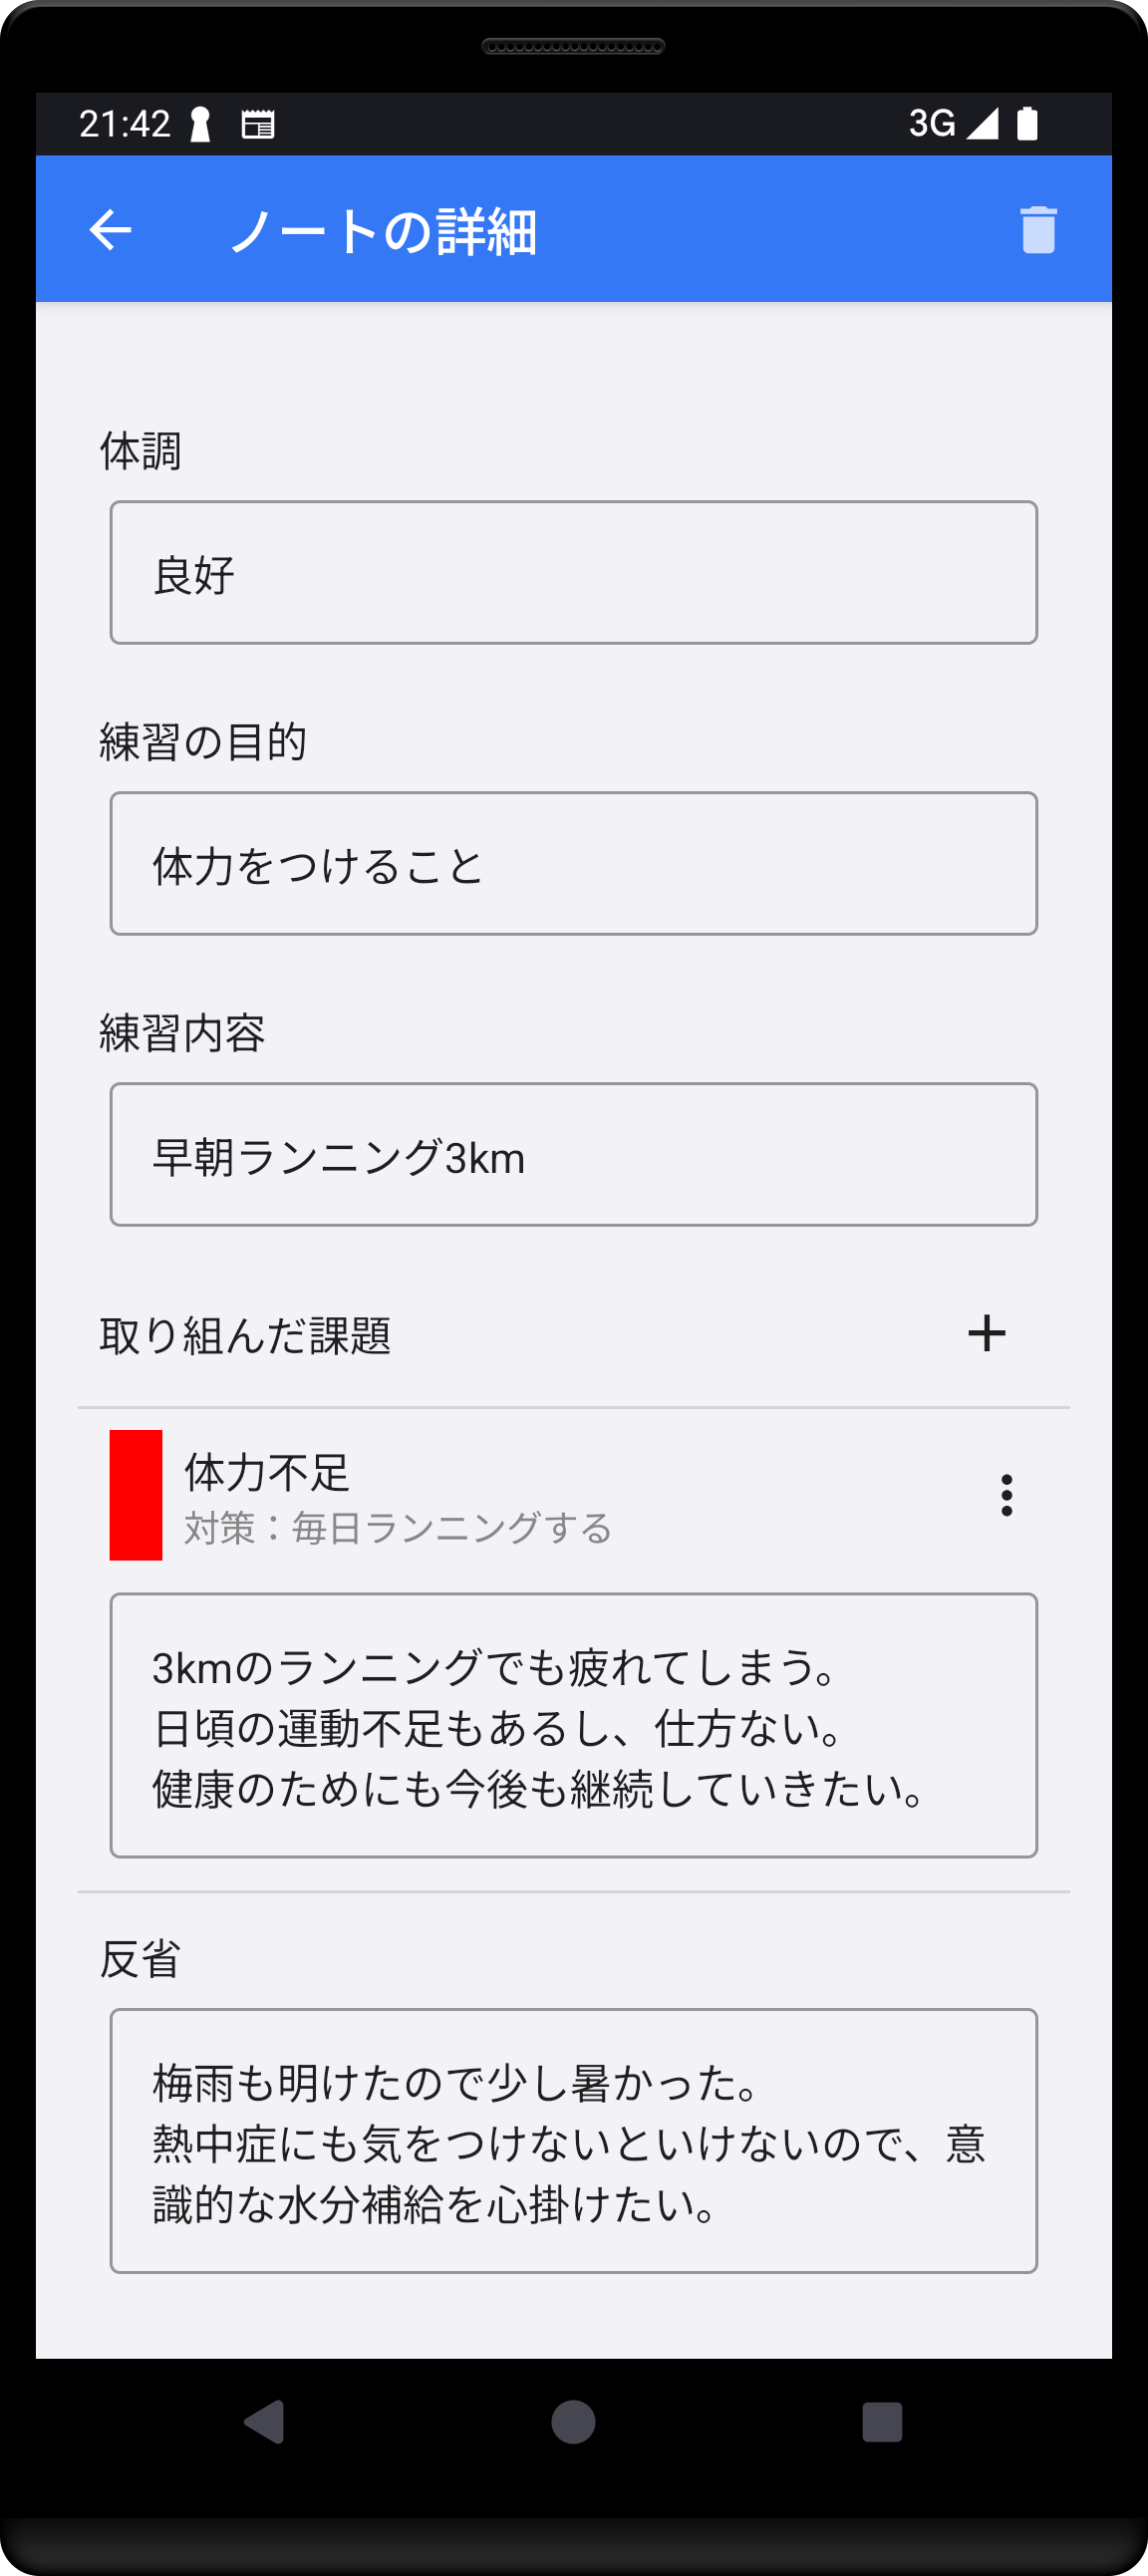 21:42
3G
ノートの詳細
体調
良好
練習の目的
体力をつけること
練習内容
早朝ランニング3km
取り組んだ課題
体力不足
対策：毎日ランニングする
3kmのランニングでも疲れてしまう。
日頃の運動不足もあるし、仕方ない。
健康のためにも今後も継続していきたい。
反省
梅雨も明けたので少し暑かった。
熱中症にも気をつけないといけないので、意
識的な水分補給を心掛けたい。